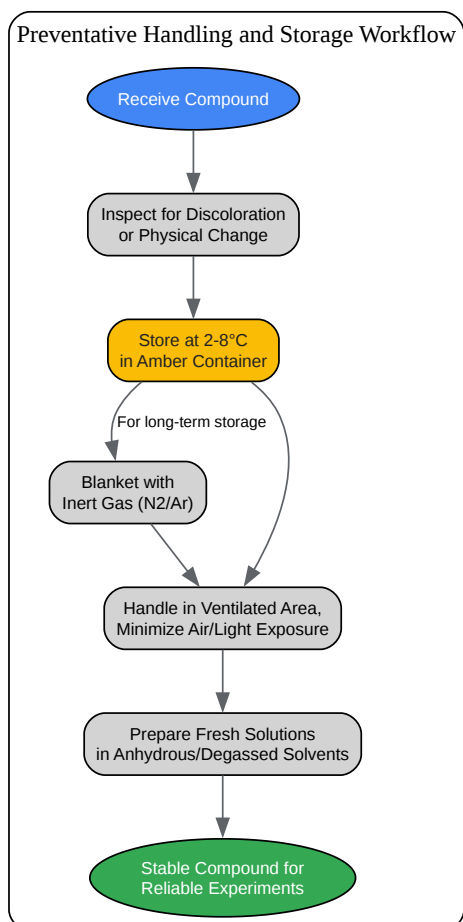 Preventative Handling and Storage Workflow
Receive Compound
Inspect for Discoloration
or Physical Change
Store at 2-8°C
in Amber Container
For long-term storage
Blanket with
Inert Gas (N2/Ar)
Handle in Ventilated Area,
Minimize Air/Light Exposure
Prepare Fresh Solutions
in Anhydrous/Degassed Solvents
Stable Compound for
Reliable Experiments